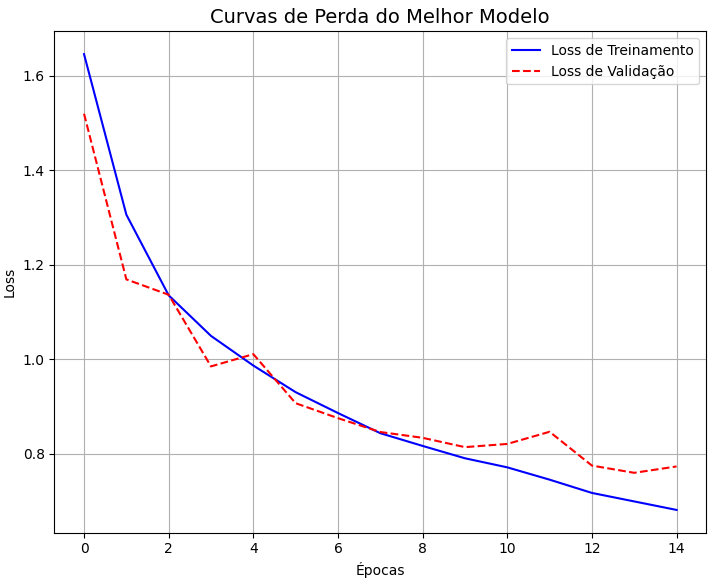 Curvas de Perda do Melhor Modelo
Loss de Treinamento
Loss de Validação
1.6
1.4
1.2
1.0
0.8
Loss
0 2 4 6 8 10 12 14
Épocas